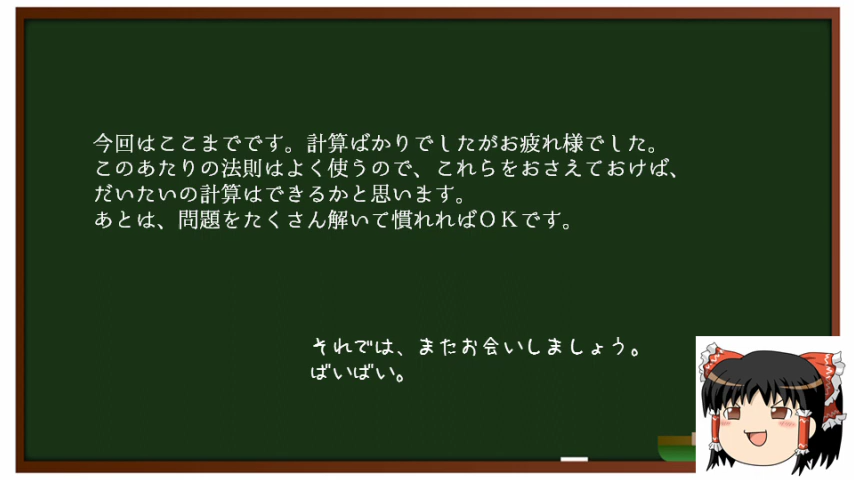 今回はここまでです。計算ばかりでしたがお疲れ様でした。
このあたりの法則はよく使うので、これらをおさえておけば、
だいたいの計算はできるかと思います。
あとは、問題をたくさん解いて慣れればＯＫです。
それでは、またお会いしましょう。
ばいばい。